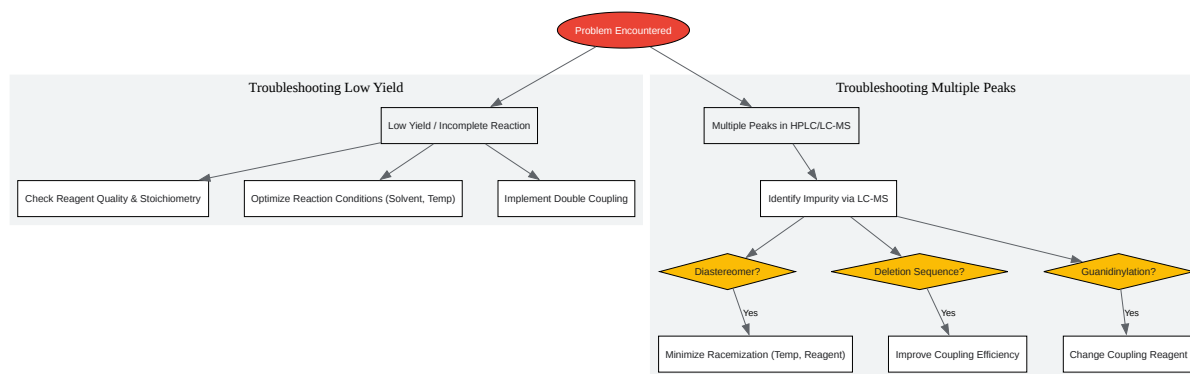 Problem Encountered
Troubleshooting Low Yield
Troubleshooting Multiple Peaks
Low Yield / Incomplete Reaction
Multiple Peaks in HPLC/LC-MS
Check Reagent Quality & Stoichiometry
Optimize Reaction Conditions (Solvent, Temp)
Implement Double Coupling
Identify Impurity via LC-MS
Diastereomer?
Deletion Sequence?
Guanidinylation?
Yes
Yes
Yes
Minimize Racemization (Temp, Reagent)
Improve Coupling Efficiency
Change Coupling Reagent